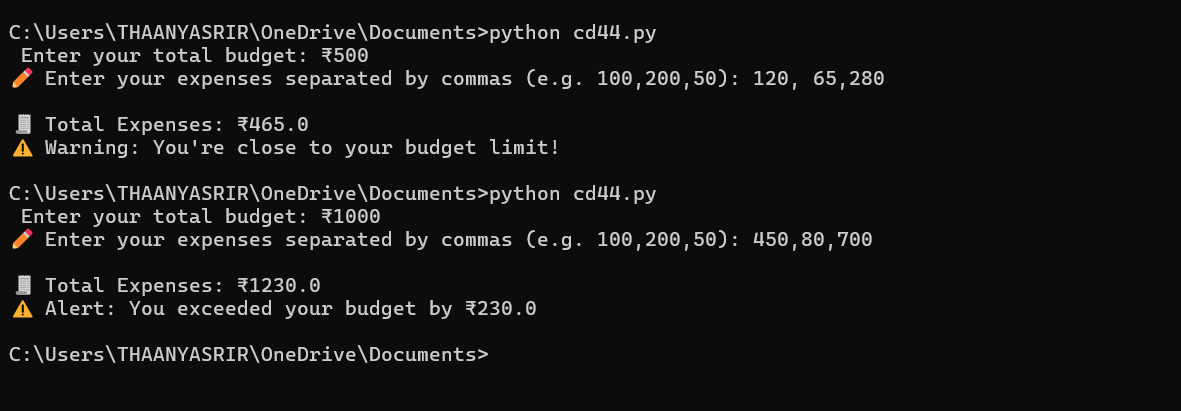 C:\Users\THAANYASRIR\OneDrive\Documents>python cd44.py
Enter your total budget: ₹500
✏️ Enter your expenses separated by commas (e.g. 100,200,50): 120, 65,280
🧾 Total Expenses: ₹465.0
⚠️ Warning: You're close to your budget limit!
C:\Users\THAANYASRIR\OneDrive\Documents>python cd44.py
Enter your total budget: ₹1000
✏️ Enter your expenses separated by commas (e.g. 100,200,50): 450,80,700
🧾 Total Expenses: ₹1230.0
⚠️ Alert: You exceeded your budget by ₹230.0
C:\Users\THAANYASRIR\OneDrive\Documents>